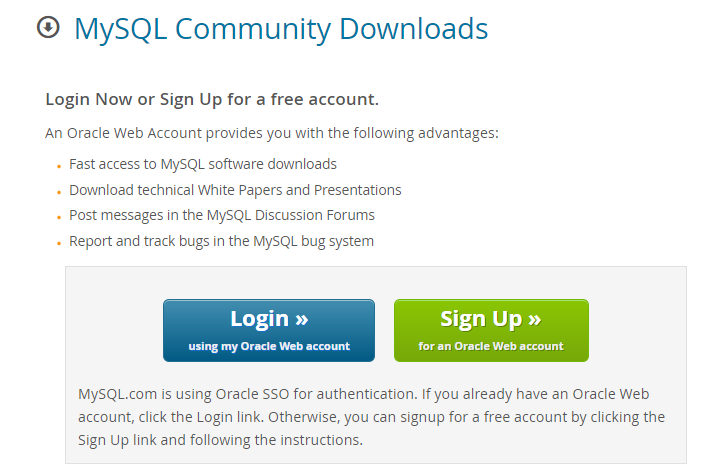 MySQL Community Downloads
Login Now or Sign Up for a free account.
An Oracle Web Account provides you with the following advantages:
Fast access to MySQL software downloads
Download technical White Papers and Presentations
Post messages in the MySQL Discussion Forums
Report and track bugs in the MySQL bug system
Login »
using my Oracle Web account
Sign Up »
for an Oracle Web account
MySQL.com is using Oracle SSO for authentication. If you already have an Oracle Web
account, click the Login link. Otherwise, you can signup for a free account by clicking the
Sign Up link and following the instructions.